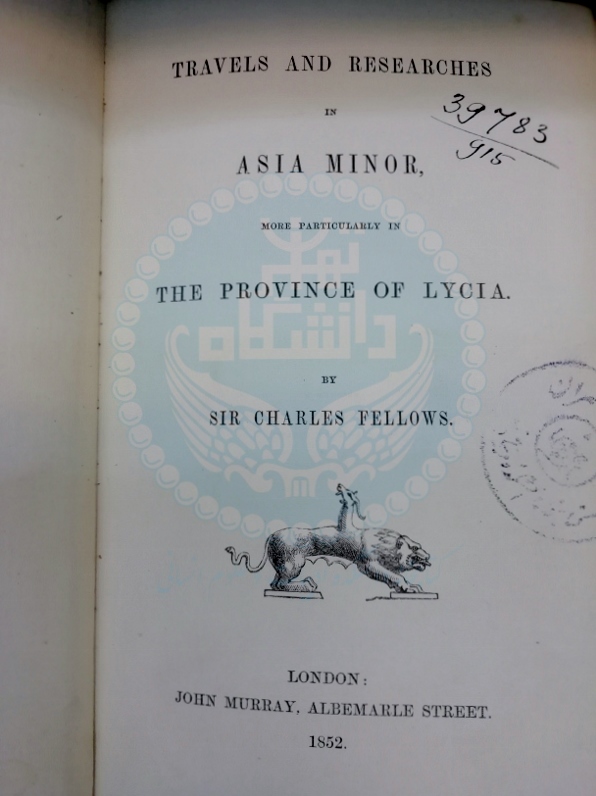 TRAVELS AND RESEARCHES
IN
39783
915
ASIA MINOR,
MORE PARTICULARLY IN
THE PROVINCE OF LYCIA.
دانشگاه
BY
SIR CHARLES FELLOWS.
LONDON:
JOHN MURRAY, ALBEMARLE STREET.
1852.